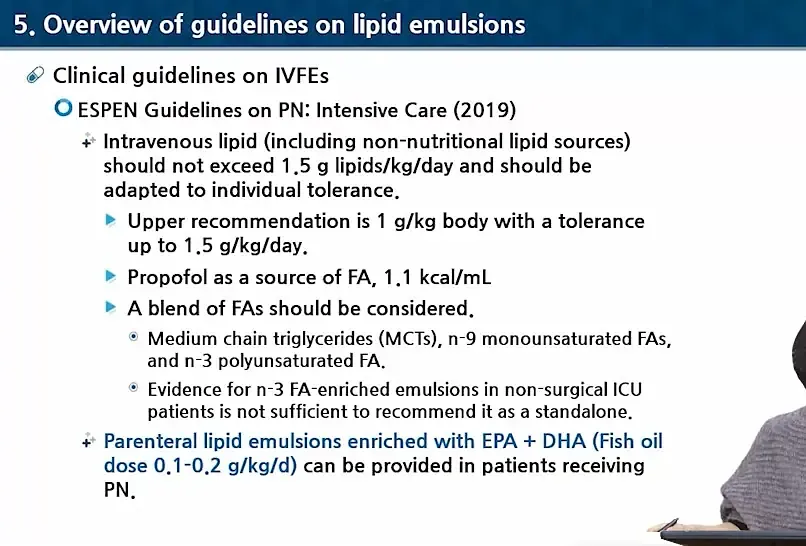 5. Overview of guidelines on lipid emulsions
Clinical guidelines on IVFEs
ESPEN Guidelines on PN: Intensive Care (2019)
Intravenous lipid (including non-nutritional lipid sources)
should not exceed 1.5 g lipids/kg/day and should be
adapted to individual tolerance.
Upper recommendation is 1 g/kg body with a tolerance
up to 1.5 g/kg/day.
Propofol as a source of FA, 1.1 kcal/mL
A blend of FAs should be considered.
Medium chain triglycerides (MCTs), n-9 monounsaturated FAs,
and n-3 polyunsaturated FA.
Evidence for n-3 FA-enriched emulsions in non-surgical ICU
patients is not sufficient to recommend it as a standalone.
Parenteral lipid emulsions enriched with EPA + DHA (Fish oil
dose 0.1-0.2 g/kg/d) can be provided in patients receiving
PN.